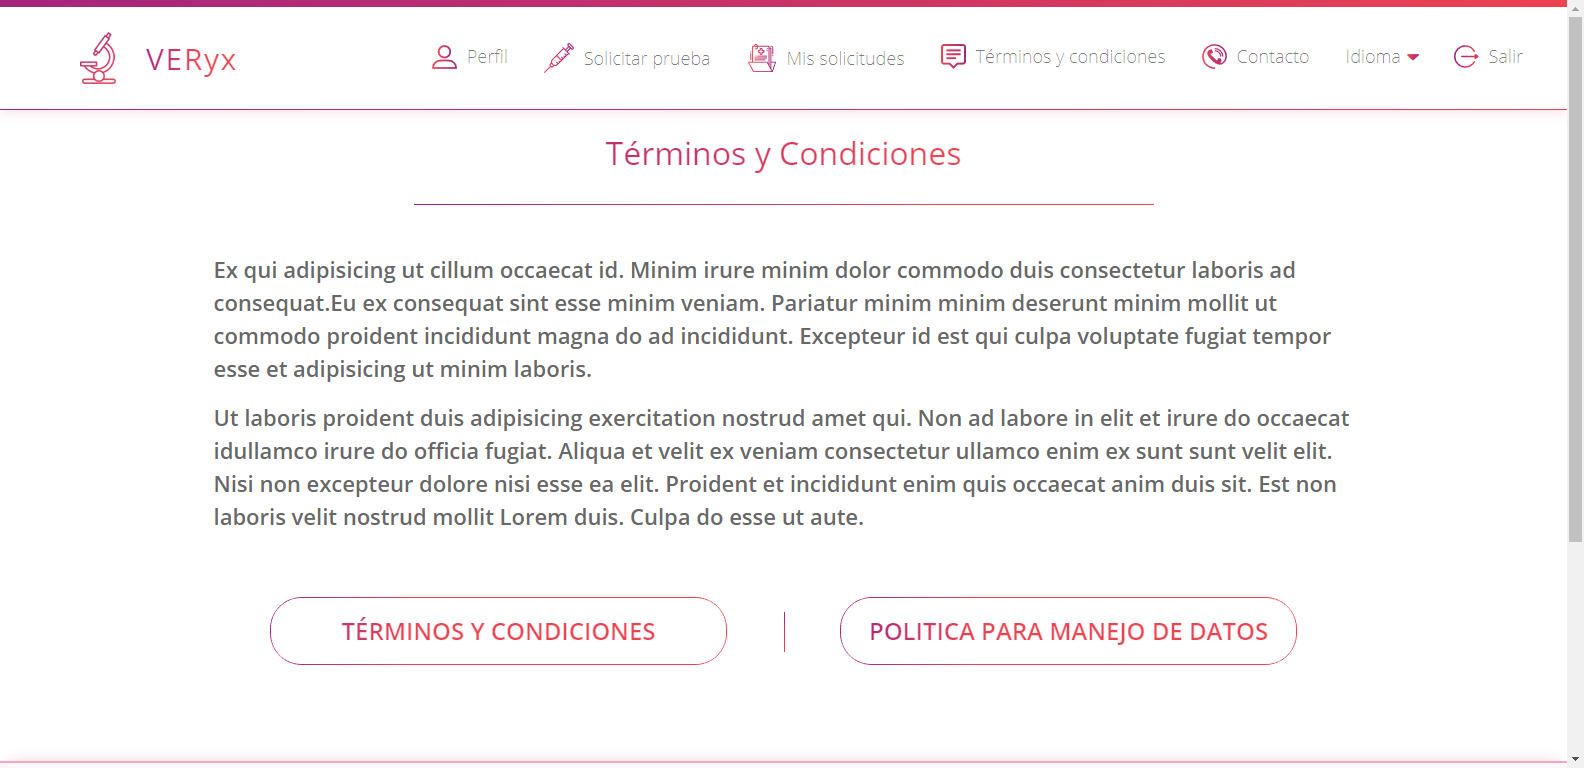 VERyx
Perfil
Solicitar prueba
Mis solicitudes
Términos y condiciones
Contacto
Idioma
Salir
Términos y Condiciones
Ex qui adipisicing ut cillum occaecat id. Minim irure minim dolor commodo duis consectetur laboris ad
consequat.Eu ex consequat sint esse minim veniam. Pariatur minim minim deserunt minim mollit ut
commodo proident incididunt magna do ad incididunt. Excepteur id est qui culpa voluptate fugiat tempor
esse et adipisicing ut minim laboris.
Ut laboris proident duis adipisicing exercitation nostrud amet qui. Non ad labore in elit et irure do occaecat
idullamco irure do officia fugiat. Aliqua et velit ex veniam consectetur ullamco enim ex sunt sunt velit elit.
Nisi non excepteur dolore nisi esse ea elit. Proident et incididunt enim quis occaecat anim duis sit. Est non
laboris velit nostrud mollit Lorem duis. Culpa do esse ut aute.
TÉRMINOS Y CONDICIONES
POLITICA PARA MANEJO DE DATOS